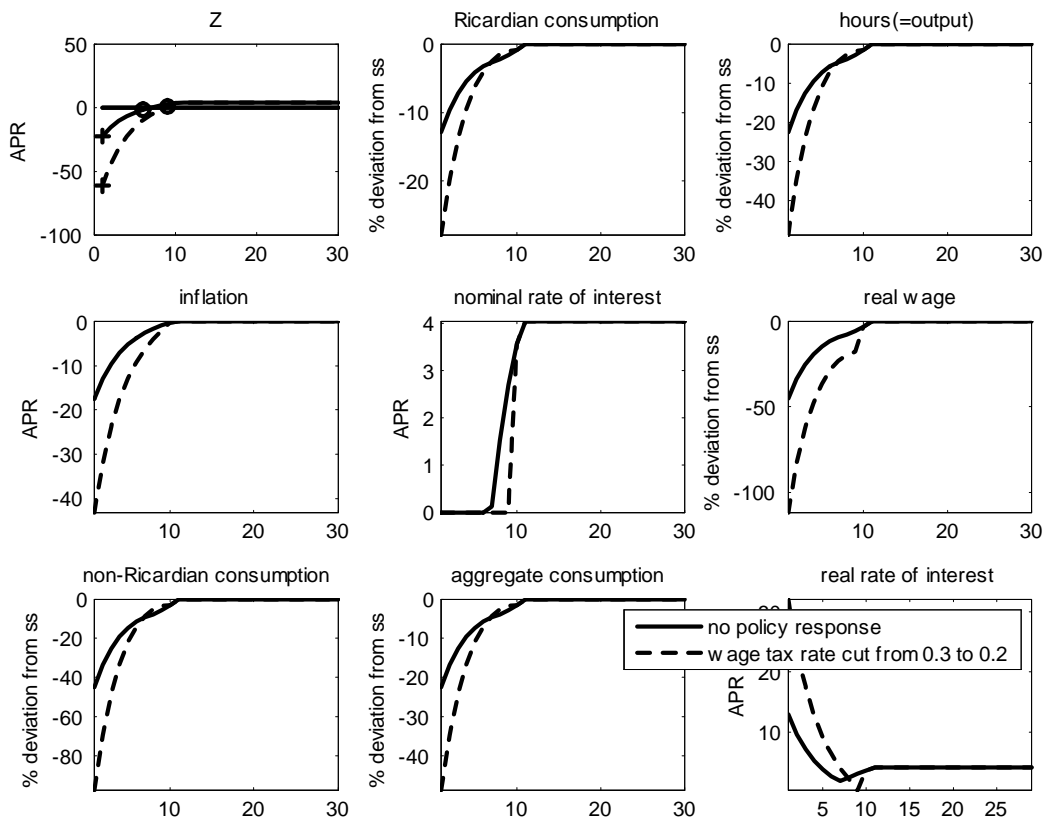 Z
Ricardian consumption
hours(=output)
50
0
-50
-100
APR
0 10 20 30
0
-10
-20
% deviation from ss
10 20 30
0
-10
-20
-30
-40
% deviation from ss
10 20 30
inflation
nominal rate of interest
real wage
0
-10
-20
-30
-40
APR
10 20 30
4
3
2
1
0
APR
10 20 30
0
-50
-100
% deviation from ss
10 20 30
non-Ricardian consumption
aggregate consumption
real rate of interest
0
-20
-40
-60
-80
% deviation from ss
10 20 30
0
-10
-20
-30
-40
% deviation from ss
10 20 30
no policy response
wage tax rate cut from 0.3 to 0.2
20
10
APR
5 10 15 20 25